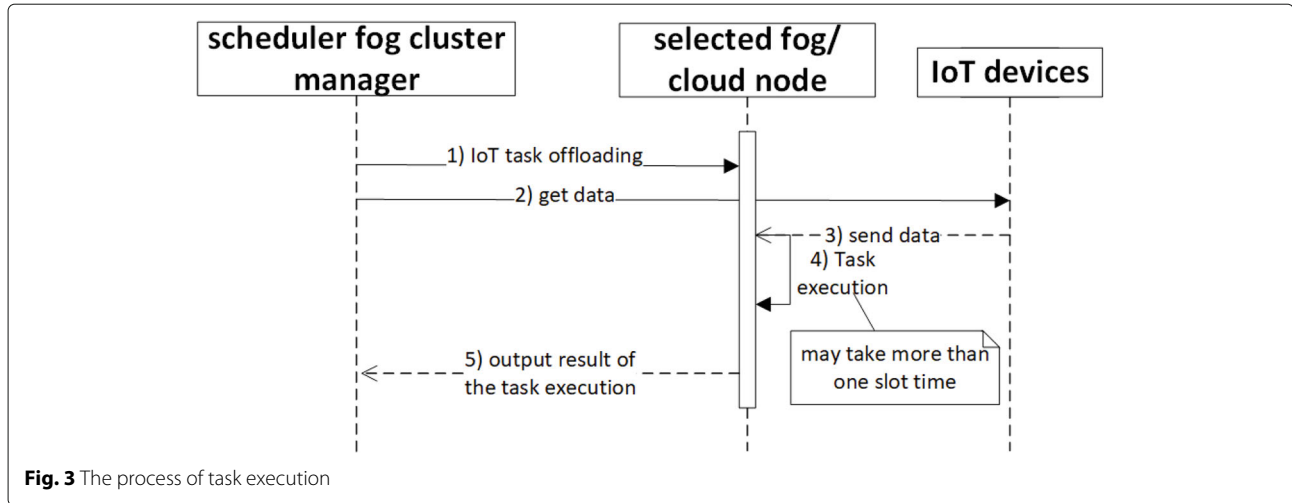 scheduler fog cluster
manager
selected fog/
cloud node
IoT devices
1) IoT task offloading
2) get data
3) send data
4) Task
execution
may take more than
one slot time
5) output result of
the task execution
Fig. 3 The process of task execution